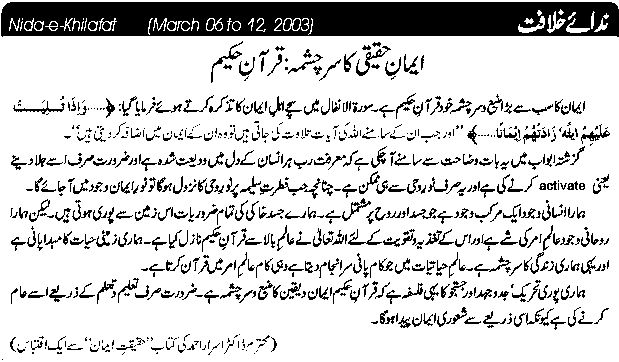 Nida-e-Khilafat (March 06 to 12, 2003) ندائے خلافت
ایمانِ حقیقی کا سرچشمہ: قرآنِ حکیم
ایمان کا سب سے بڑا منبع و سرچشمہ خود قرآنِ حکیم ہے۔ سورۃ الانفال میں سچے اہلِ ایمان کا تذکرہ کرتے ہوئے فرمایا گیا: ﴿……وَإِذَا تُلِيَتْ
عَلَيْهِمْ آيَاتُهُ زَادَتْهُمْ إِيْمَانًا……﴾ ’’اور جب ان کے سامنے اللہ کی آیات تلاوت کی جاتی ہیں تو وہ ان کے ایمان میں اضافہ کر دیتی ہیں‘‘۔
گزشتہ ابواب میں یہ بات وضاحت سے سامنے آ چکی ہے کہ معرفت رب ہر انسان کے دل میں ودیعت شدہ ہے اور ضرورت صرف اسے جلا دینے
یعنی activate کرنے کی ہے اور یہ صرف نورِ وحی سے ہی ممکن ہے۔ چنانچہ جب فطرتِ سلیمہ پر نورِ وحی کا نزول ہوگا تو نورِ ایمان وجود میں آ جائے گا۔
ہمارا انسانی وجود ایک مرکب وجود ہے جو جسد اور روح پر مشتمل ہے۔ ہمارے جسدِ خاکی کی تمام ضروریات اس زمین سے پوری ہوتی ہیں۔ لیکن ہمارا
روحانی وجود عالمِ امر کی شے ہے اور اس کے تغذیہ و تقویت کے لئے اللہ تعالیٰ نے عالمِ بالا سے قرآنِ حکیم نازل کیا ہے۔ ہماری زمینی حیات کا مبدا پانی ہے
اور یہی ہماری زندگی کا سرچشمہ ہے۔ عالمِ حیاتیات میں جو کام پانی سرانجام دیتا ہے وہی کام عالمِ امر میں قرآن کرتا ہے۔
ہماری پوری تحریک‘ جدوجہد اور جستجو کا یہی فلسفہ ہے کہ قرآنِ حکیم ایمان و یقین کا منبع و سرچشمہ ہے۔ ضرورت صرف تعلیم و تعلم کے ذریعے اسے عام
کرنے کی ہے کیونکہ اسی ذریعے سے شعوری ایمان پیدا ہوگا۔
(محترم ڈاکٹر اسرار احمد کی کتاب ’’حقیقتِ ایمان‘‘ سے ایک اقتباس)